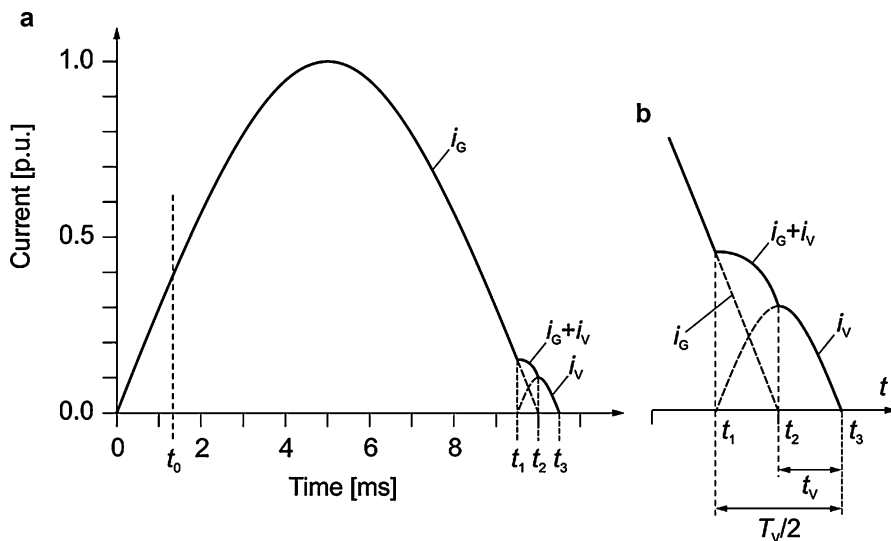 a
Current [p.u.]
1.0
0.5
0.0
i_G
i_G+i_V
i_V
0 t_0 2 4 6 8 t_1 t_2 t_3
Time [ms]
b
i_G+i_V
i_G
i_V
t
t_1 t_2 t_3
t_V
T_V/2